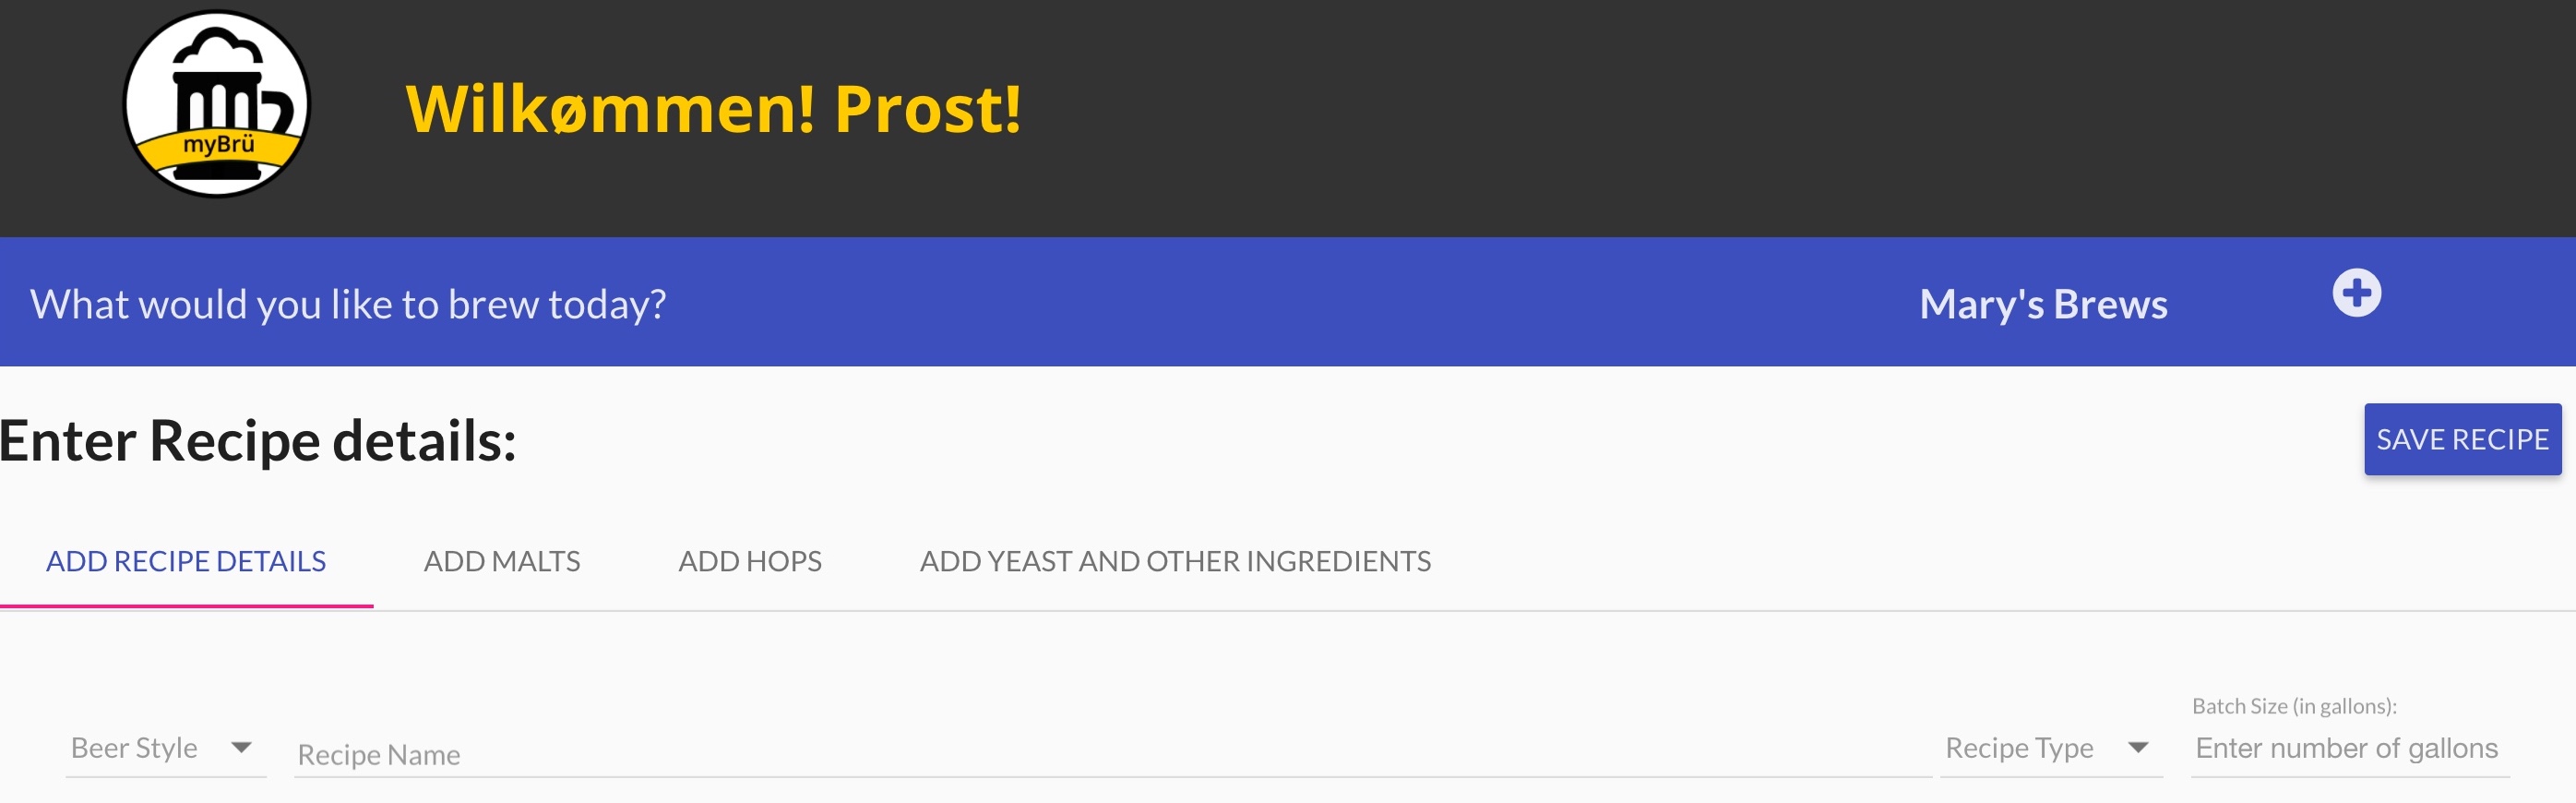 myBrü
Wilkømmen! Prost!
What would you like to brew today?
Mary's Brews
Enter Recipe details:
SAVE RECIPE
ADD RECIPE DETAILS
ADD MALTS
ADD HOPS
ADD YEAST AND OTHER INGREDIENTS
Beer Style
Recipe Name
Recipe Type
Batch Size (in gallons):
Enter number of gallons